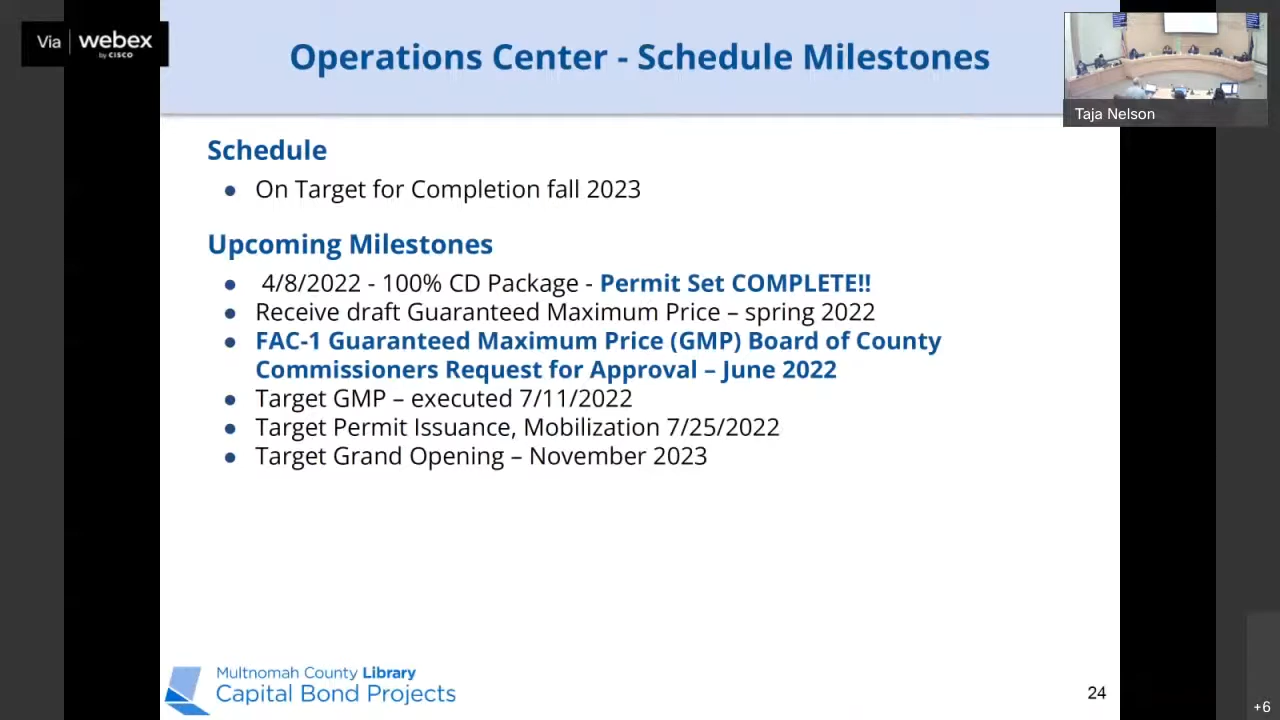 Via webex
by CISCO
Operations Center - Schedule Milestones
Taja Nelson
Schedule
● On Target for Completion fall 2023
Upcoming Milestones
● 4/8/2022 - 100% CD Package - Permit Set COMPLETE!!
● Receive draft Guaranteed Maximum Price – spring 2022
● FAC-1 Guaranteed Maximum Price (GMP) Board of County
Commissioners Request for Approval – June 2022
● Target GMP – executed 7/11/2022
● Target Permit Issuance, Mobilization 7/25/2022
● Target Grand Opening – November 2023
Multnomah County Library
Capital Bond Projects
24
+6